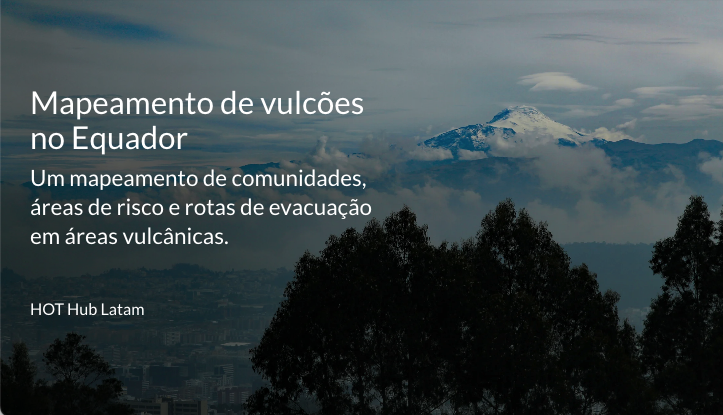 Mapeamento de vulcões
no Equador
Um mapeamento de comunidades,
áreas de risco e rotas de evacuação
em áreas vulcânicas.
HOT Hub Latam